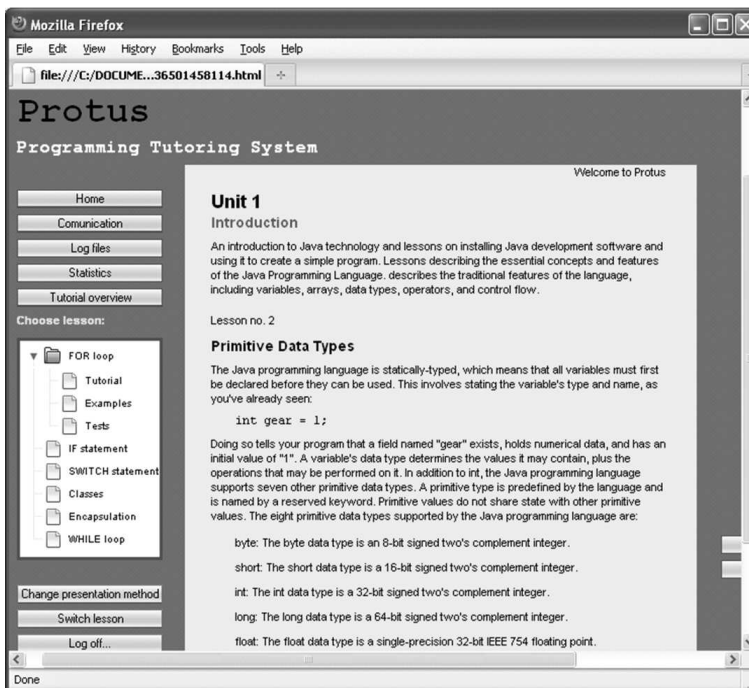 Mozilla Firefox
File Edit View History Bookmarks Tools Help
file:///C:/DOCUME...36501458114.html
Protus
Programming Tutoring System
Home
Comunication
Log files
Statistics
Tutorial overview
Choose lesson:
FOR loop
Tutorial
Examples
Tests
IF statement
SWITCH statement
Classes
Encapsulation
WHILE loop
Change presentation method
Switch lesson
Log off...
Welcome to Protus
Unit 1
Introduction
An introduction to Java technology and lessons on installing Java development software and
using it to create a simple program. Lessons describing the essential concepts and features
of the Java Programming Language. describes the traditional features of the language,
including variables, arrays, data types, operators, and control flow.
Lesson no. 2
Primitive Data Types
The Java programming language is statically-typed, which means that all variables must first
be declared before they can be used. This involves stating the variable's type and name, as
you've already seen:
int gear = 1;
Doing so tells your program that a field named "gear" exists, holds numerical data, and has an
initial value of "1". A variable's data type determines the values it may contain, plus the
operations that may be performed on it. In addition to int, the Java programming language
supports seven other primitive data types. A primitive type is predefined by the language and
is named by a reserved keyword. Primitive values do not share state with other primitive
values. The eight primitive data types supported by the Java programming language are:
byte: The byte data type is an 8-bit signed two's complement integer.
short: The short data type is a 16-bit signed two's complement integer.
int: The int data type is a 32-bit signed two's complement integer.
long: The long data type is a 64-bit signed two's complement integer.
float: The float data type is a single-precision 32-bit IEEE 754 floating point.
Done